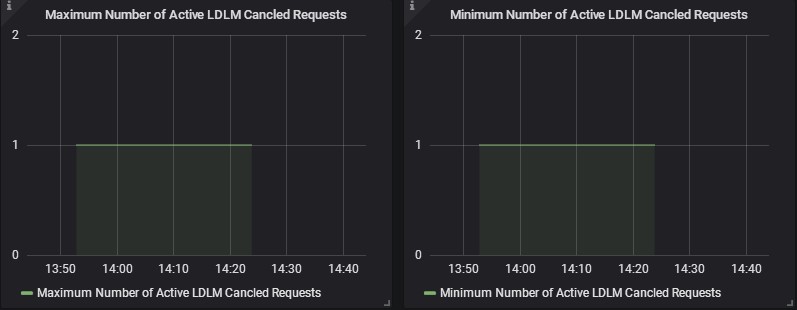 i
Maximum Number of Active LDLM Cancled Requests
2
1
0
13:50 14:00 14:10 14:20 14:30 14:40
Maximum Number of Active LDLM Cancled Requests
i
Minimum Number of Active LDLM Cancled Requests
2
1
0
13:50 14:00 14:10 14:20 14:30 14:40
Minimum Number of Active LDLM Cancled Requests